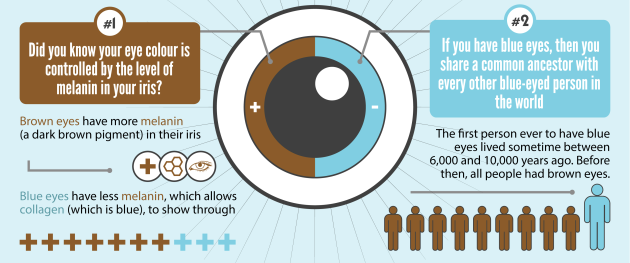 #1
Did you know your eye colour is
controlled by the level of
melanin in your iris?
Brown eyes have more melanin
(a dark brown pigment) in their iris
Blue eyes have less melanin, which allows
collagen (which is blue), to show through
#2
If you have blue eyes, then you
share a common ancestor with
every other blue-eyed person in
the world
The first person ever to have blue
eyes lived sometime between
6,000 and 10,000 years ago. Before
then, all people had brown eyes.